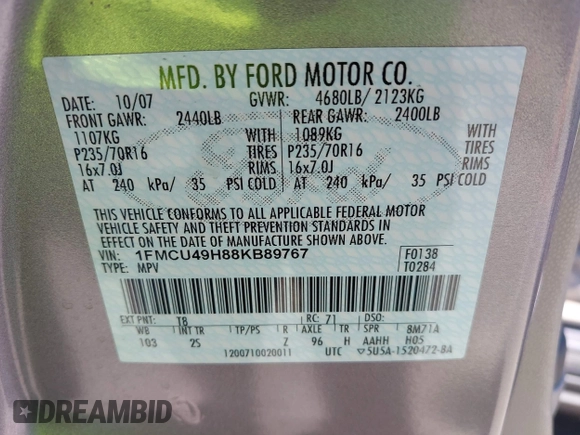 MFD. BY FORD MOTOR CO.
DATE: 10/07 GVWR: 4680LB/ 2123KG
FRONT GAWR: 2440LB REAR GAWR: 2400LB
1107KG WITH 1089KG WITH
P235/70R16 TIRES P235/70R16 TIRES
16x7.0J RIMS 16x7.0J RIMS
AT 240 kPa/ 35 PSI COLD AT 240 kPa/ 35 PSI COLD
THIS VEHICLE CONFORMS TO ALL APPLICABLE FEDERAL MOTOR
VEHICLE SAFETY AND THEFT PREVENTION STANDARDS IN
EFFECT ON THE DATE OF MANUFACTURE SHOWN ABOVE.
VIN: 1FMCU49H88KB89767 F0138
TYPE: MPV T0284
EXT PNT: T8 RC: 71 DSO:
WB INT TR TP/PS R AXLE TR SPR 8M71A
103 2S Z 96 H AAHH H05
1200710020011 UTC ▽5U5A-1520472-BA
Ford
DREAMBID